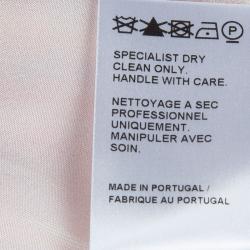 SPECIALIST DRY
CLEAN ONLY.
HANDLE WITH CARE.
NETTOYAGE A SEC
PROFESSIONNEL
UNIQUEMENT.
MANIPULER AVEC
SOIN.
MADE IN PORTUGAL /
FABRIQUE AU PORTUGAL